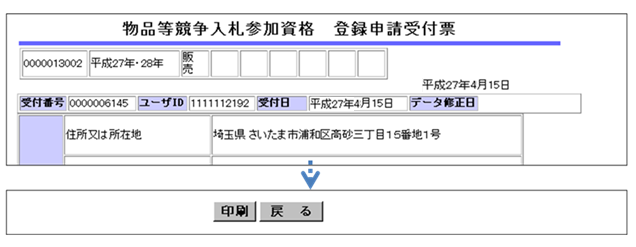 物品等競争入札参加資格　登録申請受付票
0000013002 平成27年・28年 販売
平成27年4月15日
受付番号 0000006145 ユーザID 1111112192 受付日 平成27年4月15日 データ修正日
住所又は所在地 埼玉県 さいたま市浦和区高砂三丁目15番地1号
印刷 戻　る